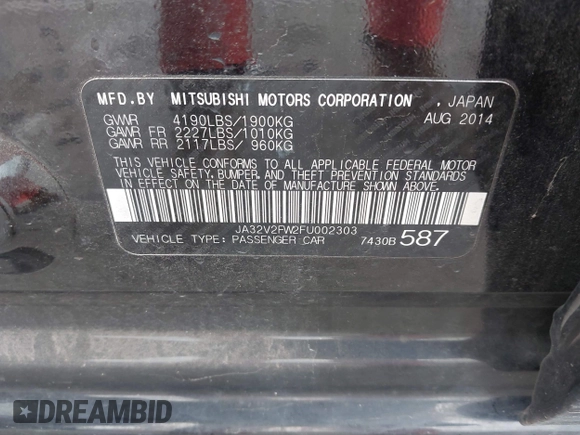 MFD.BY MITSUBISHI MOTORS CORPORATION , JAPAN
GVWR 4190LBS/1900KG AUG 2014
GAWR FR 2227LBS/1010KG
GAWR RR 2117LBS/ 960KG
THIS VEHICLE CONFORMS TO ALL APPLICABLE FEDERAL MOTOR
VEHICLE SAFETY, BUMPER, AND THEFT PREVENTION STANDARDS
IN EFFECT ON THE DATE OF MANUFACTURE SHOWN ABOVE.
JA32V2FW2FU002303
VEHICLE TYPE: PASSENGER CAR 7430B 587
DREAMBID